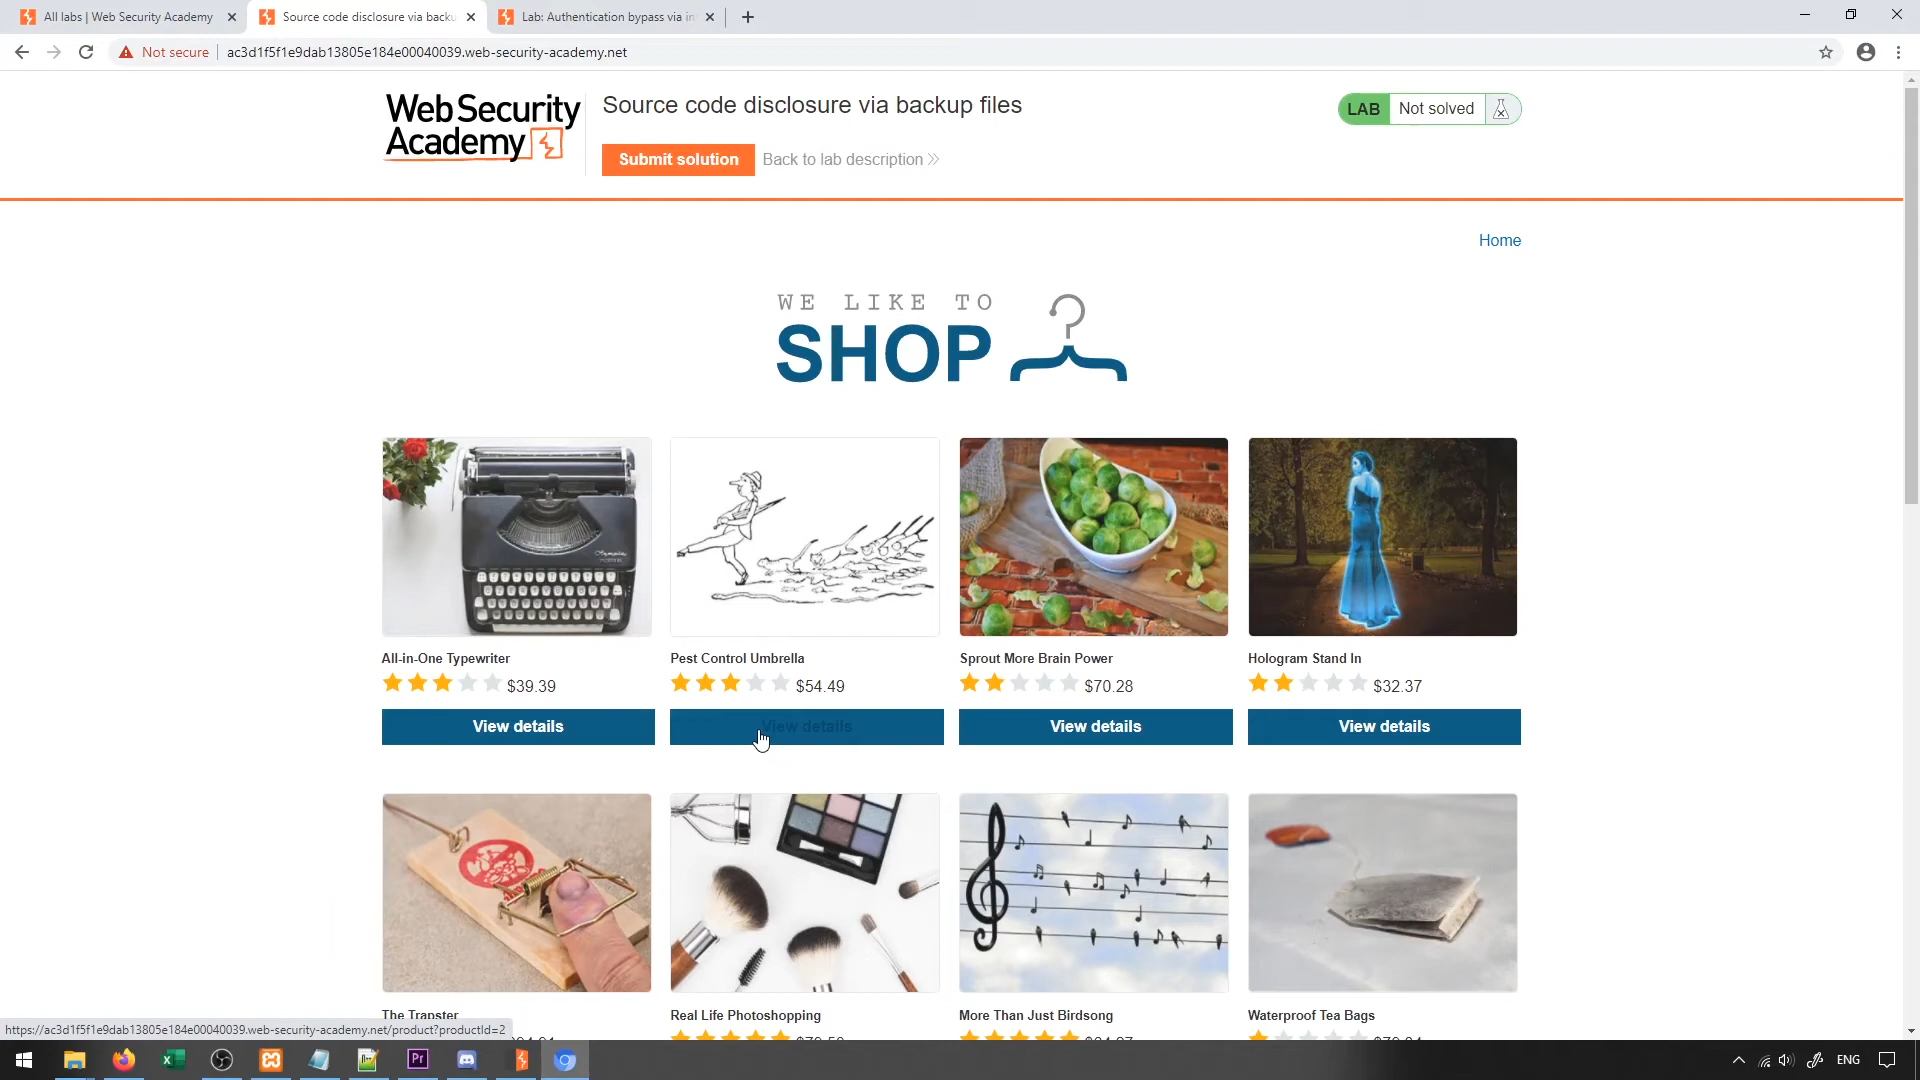 All labs | Web Security Academy
Source code disclosure via backu
Lab: Authentication bypass via in
Not secure
ac3d1f5f1e9dab13805e184e00040039.web-security-academy.net
Web Security
Academy
Source code disclosure via backup files
LAB Not solved
Submit solution
Back to lab description
Home
WE LIKE TO
SHOP
All-in-One Typewriter
Pest Control Umbrella
Sprout More Brain Power
Hologram Stand In
$39.39
$54.49
$70.28
$32.37
View details
View details
View details
View details
The Trapster
Real Life Photoshopping
More Than Just Birdsong
Waterproof Tea Bags
https://ac3d1f5f1e9dab13805e184e00040039.web-security-academy.net/product?productId=2
Pr
ENG